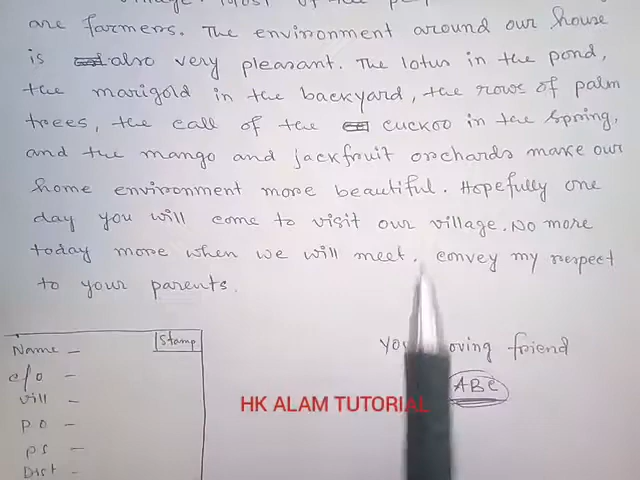 are farmers. The environment around our house
is also very pleasant. The lotus in the pond,
the marigold in the backyard, the rows of palm
trees, the call of the cuckoo in the spring,
and the mango and jackfruit orchards make our
home environment more beautiful. Hopefully one
day you will come to visit our village. No more
today more when we will meet. convey my respect
to your parents.
Stamp
Name -
c/o -
vill -
P O -
PS -
Dist -
oving friend
ABC
HK ALAM TUTORIAL